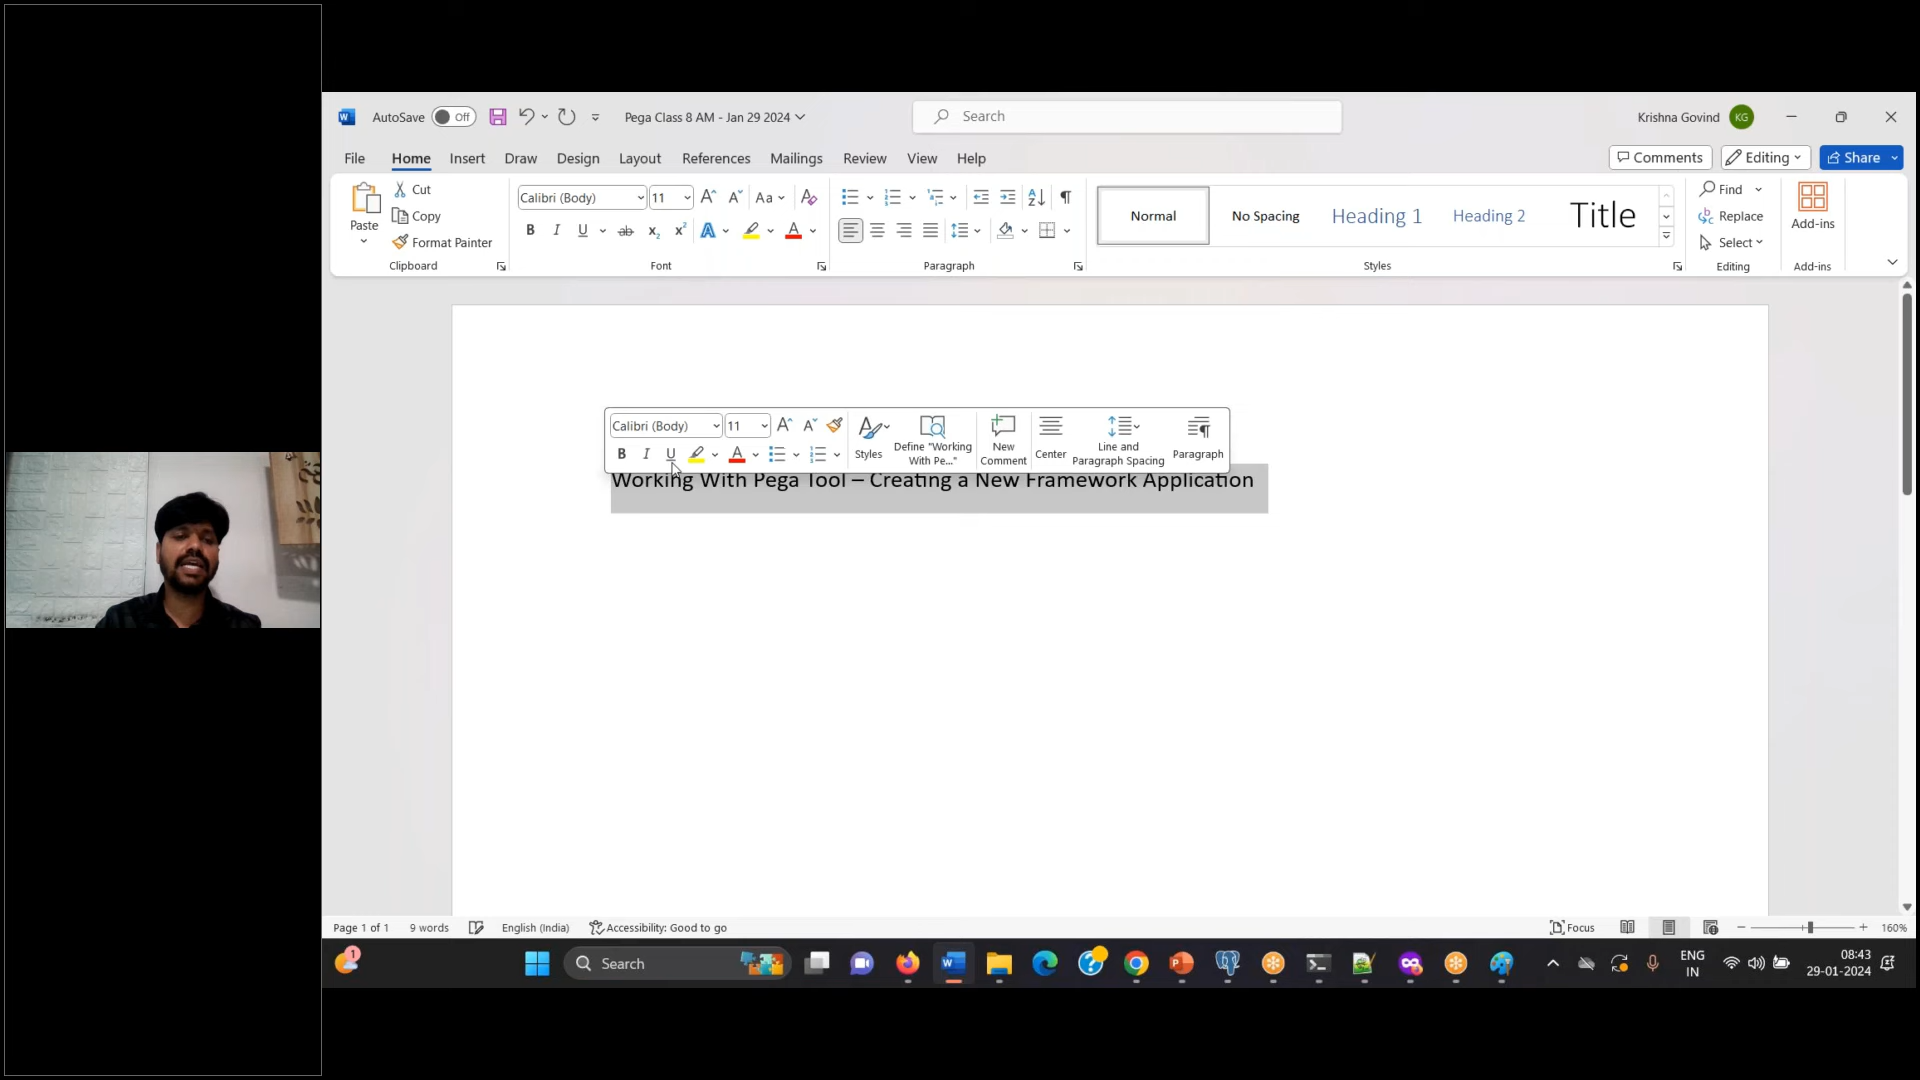 AutoSave Off Pega Class 8 AM - Jan 29 2024 Search Krishna Govind KG
File Home Insert Draw Design Layout References Mailings Review View Help Comments Editing Share
Paste
Cut
Copy
Format Painter
Clipboard
Calibri (Body) 11
Font
Paragraph
Normal No Spacing Heading 1 Heading 2 Title
Styles
Find
Replace
Select
Editing
Add-ins
Add-ins
Calibri (Body) 11
Styles
Define "Working
With Pe..."
New
Comment
Center
Line and
Paragraph Spacing
Paragraph
Working With Pega Tool – Creating a New Framework Application
Page 1 of 1 9 words English (India) Accessibility: Good to go Focus 160%
1 Search ENG
IN
08:43
29-01-2024